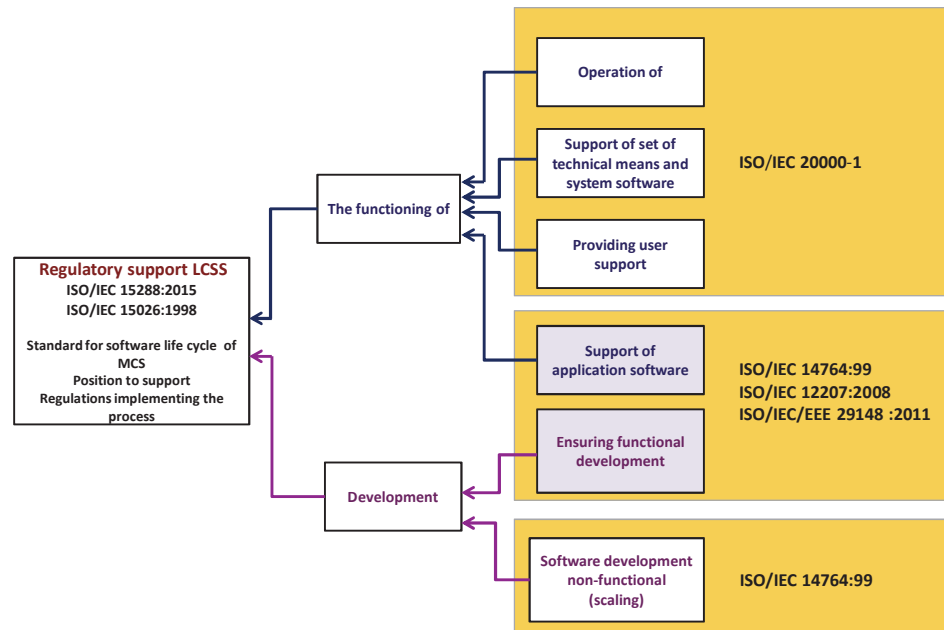 Operation of
Support of set of
technical means and
system software
ISO/IEC 20000-1
Providing user
support
The functioning of
Regulatory support LCSS
ISO/IEC 15288:2015
ISO/IEC 15026:1998
Standard for software life cycle of
MCS
Position to support
Regulations implementing the
process
Support of
application software
ISO/IEC 14764:99
ISO/IEC 12207:2008
ISO/IEC/EEE 29148 :2011
Ensuring functional
development
Development
Software development
non-functional
(scaling)
ISO/IEC 14764:99